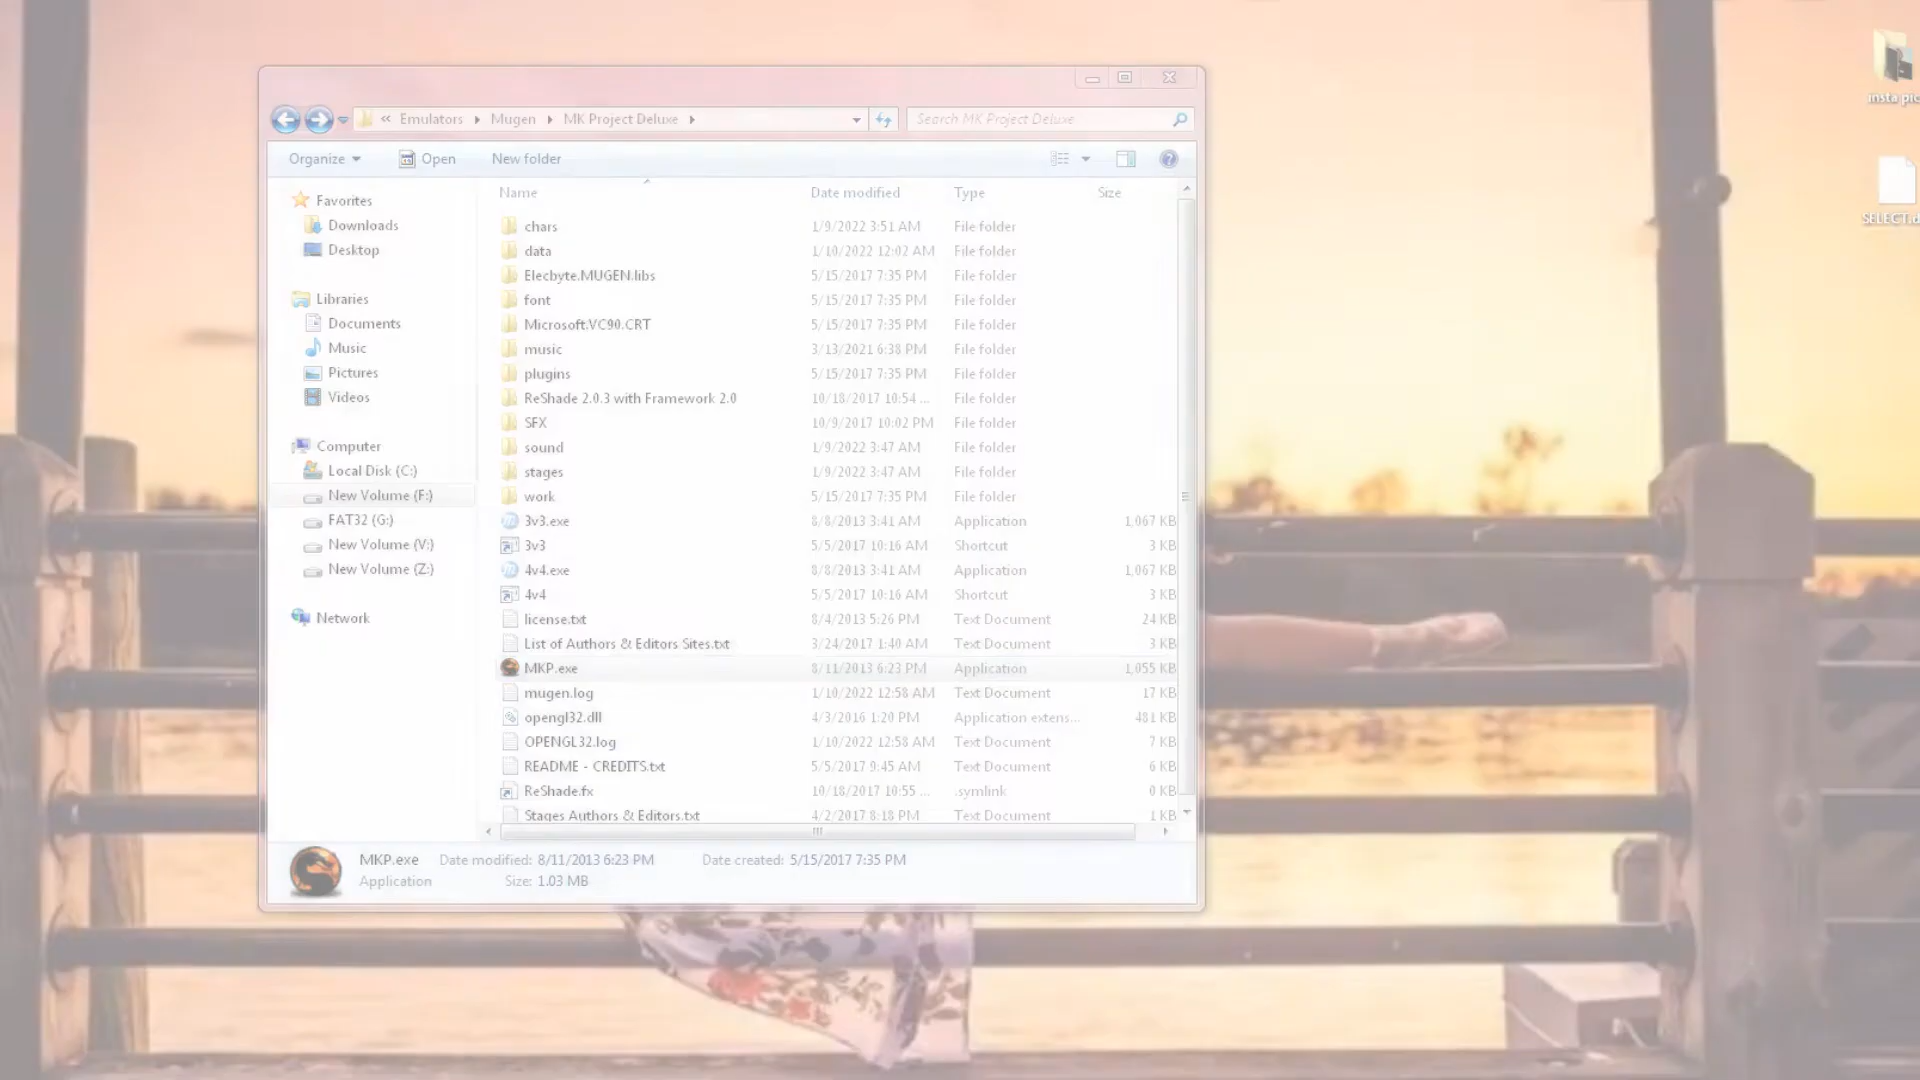 « Emulators Mugen MK Project Deluxe
Search MK Project Deluxe
Organize Open New folder
Name Date modified Type Size
Favorites
Downloads
Desktop
Libraries
Documents
Music
Pictures
Videos
Computer
Local Disk (C:)
New Volume (F:)
FAT32 (G:)
New Volume (V:)
New Volume (Z:)
Network
chars 1/9/2022 3:51 AM File folder
data 1/10/2022 12:02 AM File folder
Elecbyte.MUGEN.libs 5/15/2017 7:35 PM File folder
font 5/15/2017 7:35 PM File folder
Microsoft.VC90.CRT 5/15/2017 7:35 PM File folder
music 3/13/2021 6:38 PM File folder
plugins 5/15/2017 7:35 PM File folder
ReShade 2.0.3 with Framework 2.0 10/18/2017 10:54 ... File folder
SFX 10/9/2017 10:02 PM File folder
sound 1/9/2022 3:47 AM File folder
stages 1/9/2022 3:47 AM File folder
work 5/15/2017 7:35 PM File folder
3v3.exe 8/8/2013 3:41 AM Application 1,067 KB
3v3 5/5/2017 10:16 AM Shortcut 3 KB
4v4.exe 8/8/2013 3:41 AM Application 1,067 KB
4v4 5/5/2017 10:16 AM Shortcut 3 KB
license.txt 8/4/2013 5:26 PM Text Document 24 KB
List of Authors & Editors Sites.txt 3/24/2017 1:40 AM Text Document 3 KB
MKP.exe 8/11/2013 6:23 PM Application 1,055 KB
mugen.log 1/10/2022 12:58 AM Text Document 17 KB
opengl32.dll 4/3/2016 1:20 PM Application extens... 481 KB
OPENGL32.log 1/10/2022 12:58 AM Text Document 7 KB
README - CREDITS.txt 5/5/2017 9:45 AM Text Document 6 KB
ReShade.fx 10/18/2017 10:55 ... .symlink 0 KB
Stages Authors & Editors.txt 4/2/2017 8:18 PM Text Document 1 KB
MKP.exe Date modified: 8/11/2013 6:23 PM Date created: 5/15/2017 7:35 PM
Application Size: 1.03 MB
insta pic
SELECT.d